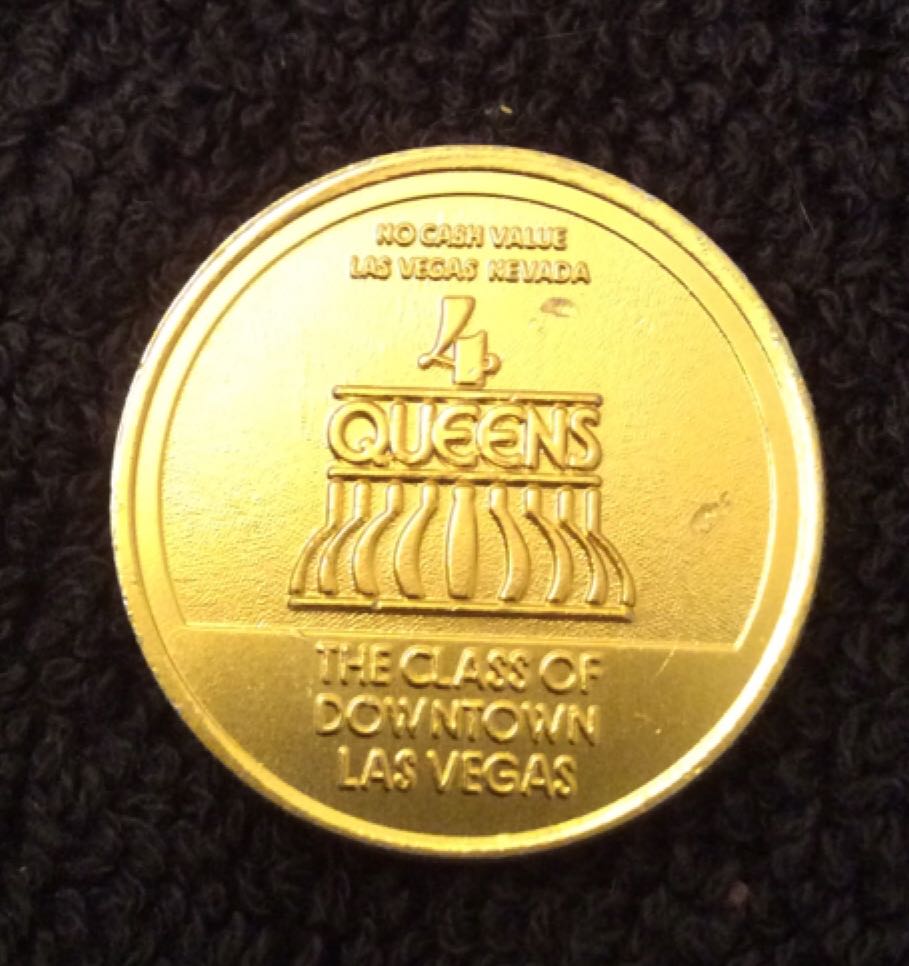 NO CASH VALUE
LAS VEGAS NEVADA
4
QUEENS
THE CLASS OF
DOWNTOWN
LAS VEGAS